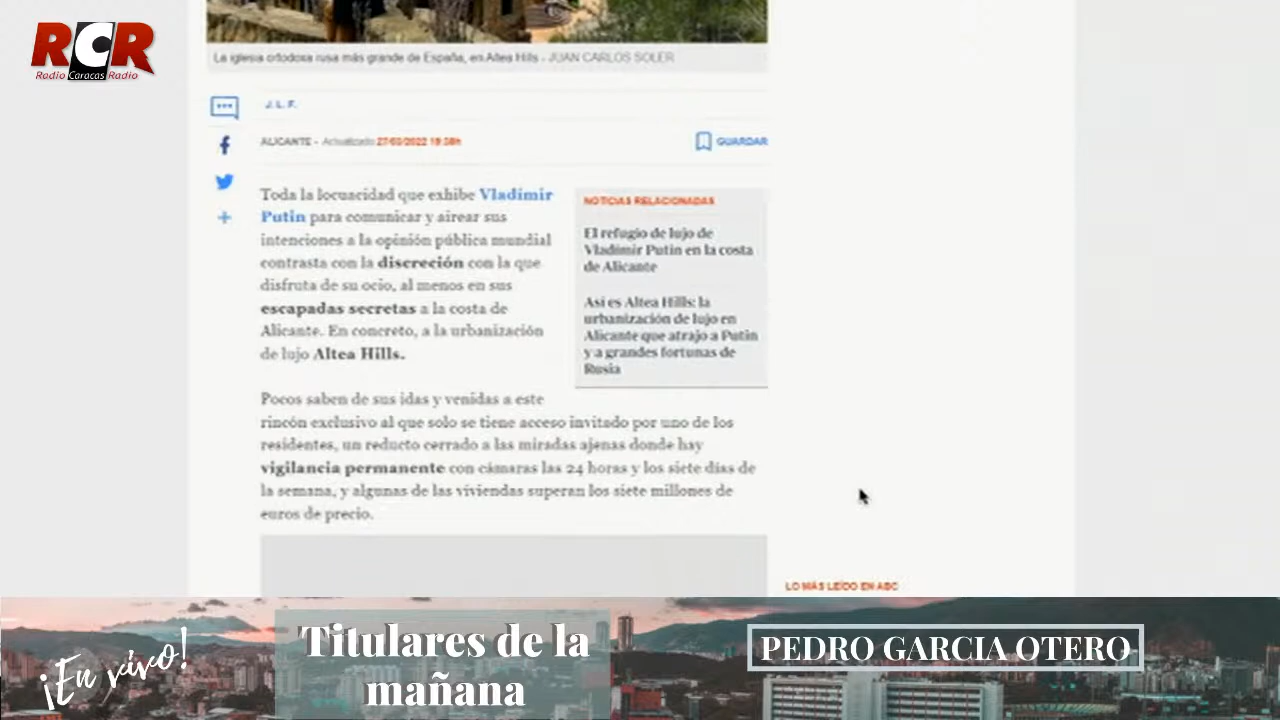 RCR
Radio Caracas Radio
La iglesia ortodoxa rusa más grande de España, en Altea Hills - JUAN CARLOS SOLER
J. L. F.
ALICANTE - Actualizado 27/03/2022 19:38h
GUARDAR
Toda la locuacidad que exhibe Vladímir
Putin para comunicar y airear sus
intenciones a la opinión pública mundial
contrasta con la discreción con la que
disfruta de su ocio, al menos en sus
escapadas secretas a la costa de
Alicante. En concreto, a la urbanización
de lujo Altea Hills.
NOTICIAS RELACIONADAS
El refugio de lujo de
Vladímir Putin en la costa
de Alicante
Así es Altea Hills: la
urbanización de lujo en
Alicante que atrajo a Putin
y a grandes fortunas de
Rusia
Pocos saben de sus idas y venidas a este
rincón exclusivo al que solo se tiene acceso invitado por uno de los
residentes, un reducto cerrado a las miradas ajenas donde hay
vigilancia permanente con cámaras las 24 horas y los siete días de
la semana, y algunas de las viviendas superan los siete millones de
euros de precio.
LO MÁS LEÍDO EN ABC
¡En vivo!
Titulares de la
mañana
PEDRO GARCIA OTERO